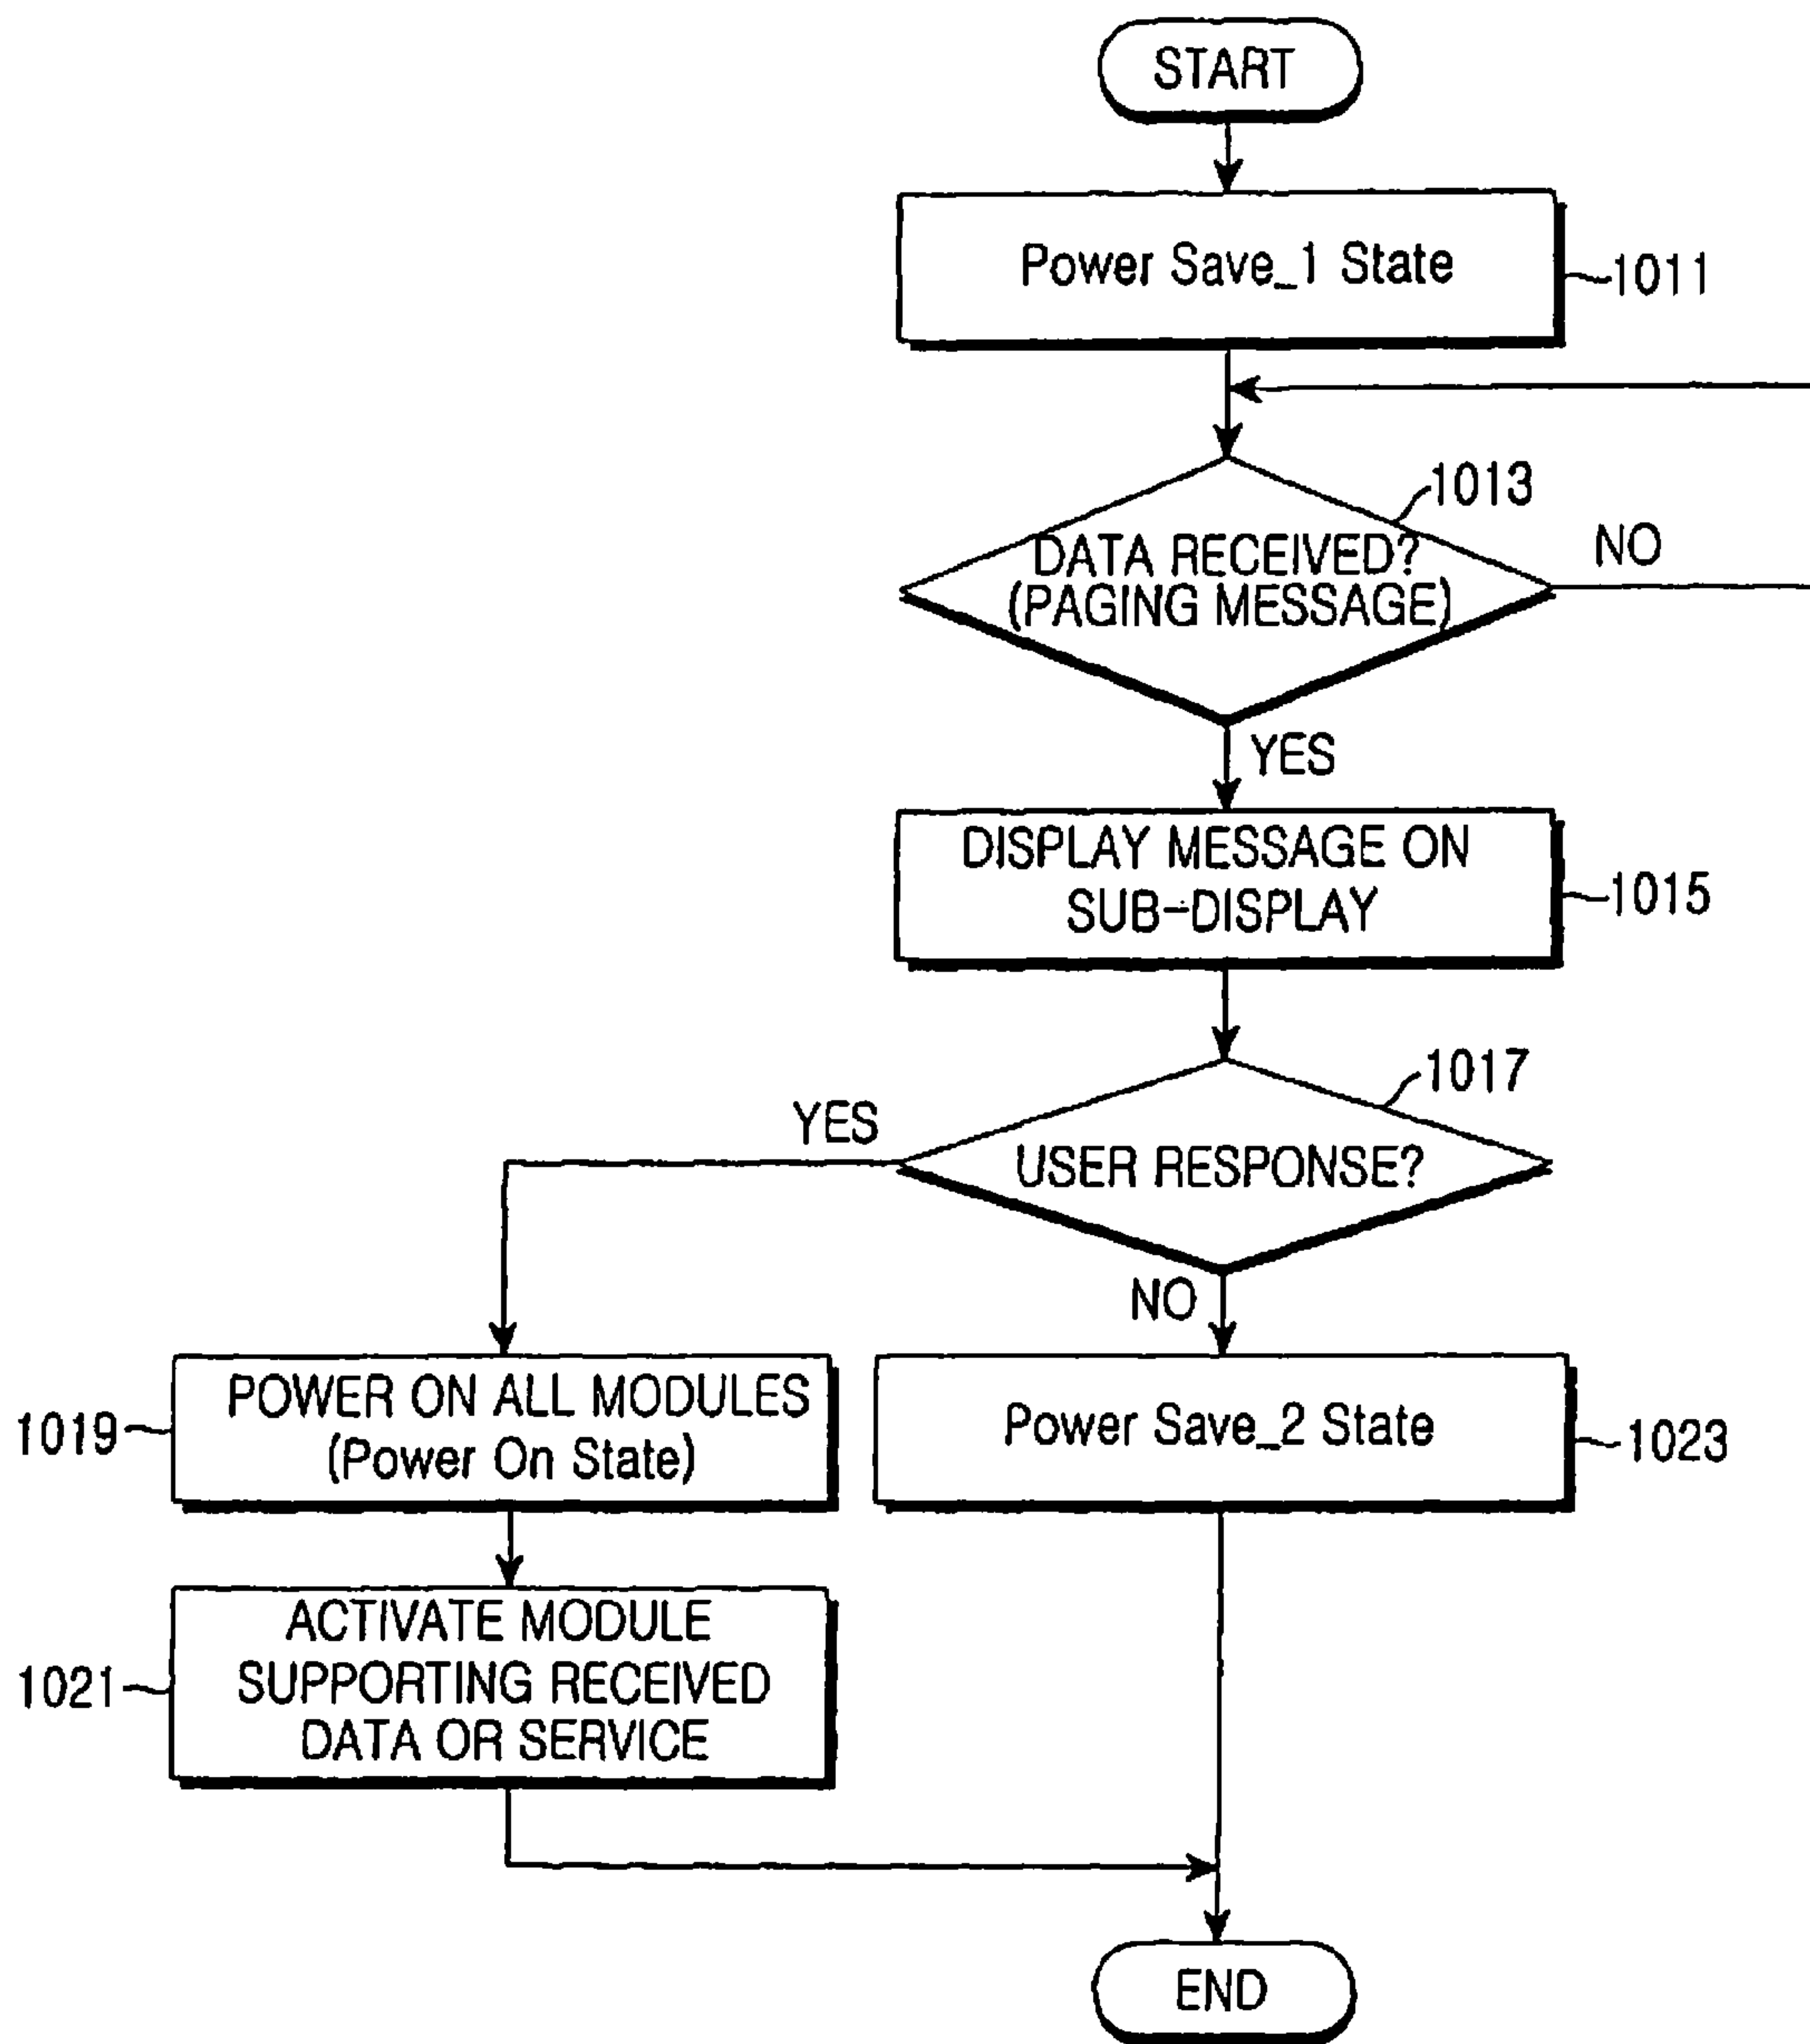 START
Power Save_1 State
1011
1013
DATA RECEIVED?
(PAGING MESSAGE)
NO
YES
DISPLAY MESSAGE ON
SUB-DISPLAY
1015
1017
YES
USER RESPONSE?
NO
POWER ON ALL MODULES
(Power On State)
1019
Power Save_2 State
1023
ACTIVATE MODULE
SUPPORTING RECEIVED
DATA OR SERVICE
1021
END